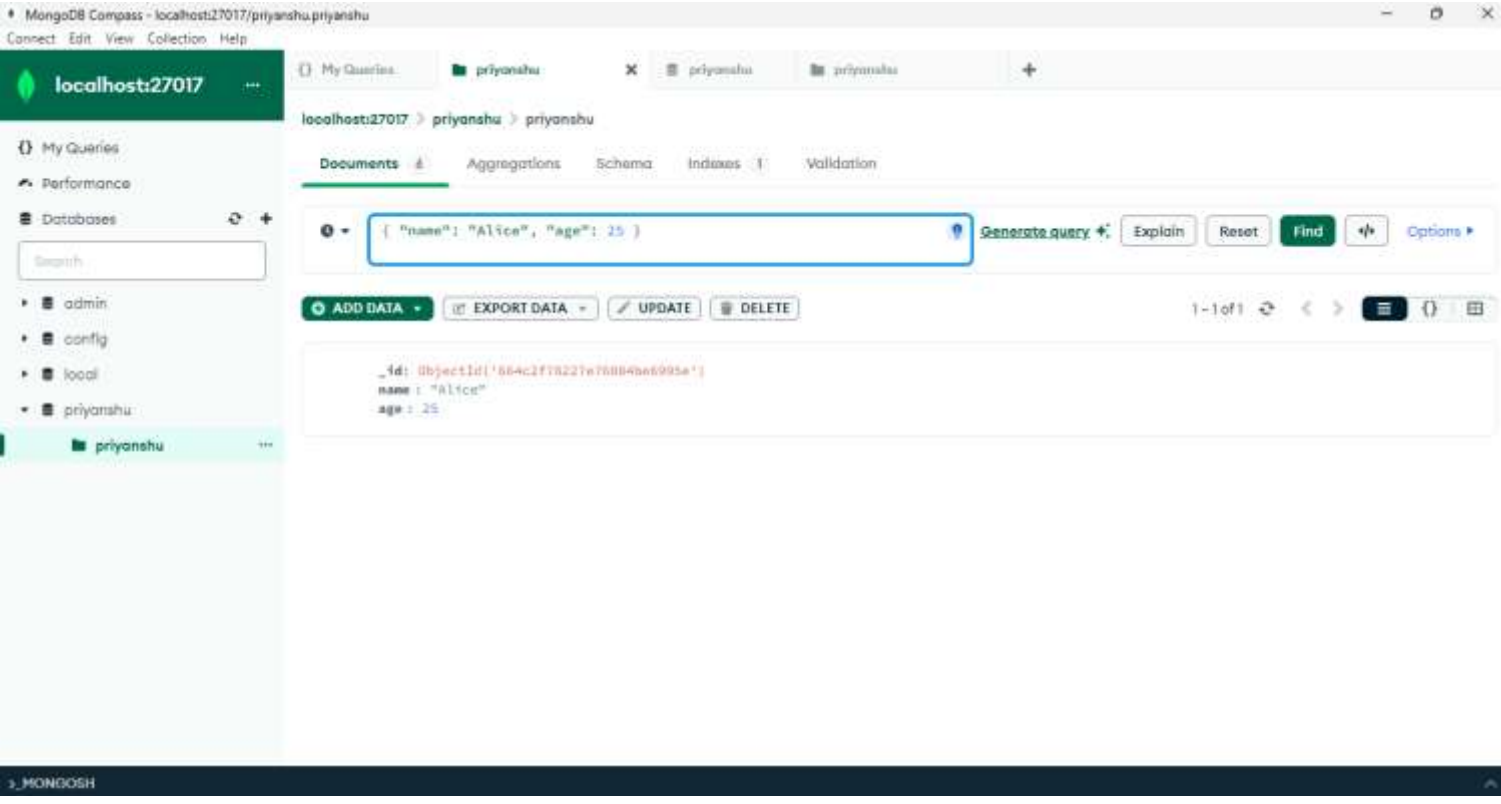 MongoDB Compass - localhost:27017/priyanshu.priyanshu
Connect Edit View Collection Help
localhost:27017
My Queries
Performance
Databases
Search
admin
config
local
priyanshu
priyanshu
{} My Queries
priyanshu
priyanshu
priyanshu
localhost:27017 > priyanshu > priyanshu
Documents Aggregations Schema Indexes 1 Validation
{ "name": "Alice", "age": 25 }
Generate query Explain Reset Find </> Options
ADD DATA EXPORT DATA UPDATE DELETE
1-1 of 1
_id:
name : "Alice"
age : 25
>_MONGOSH